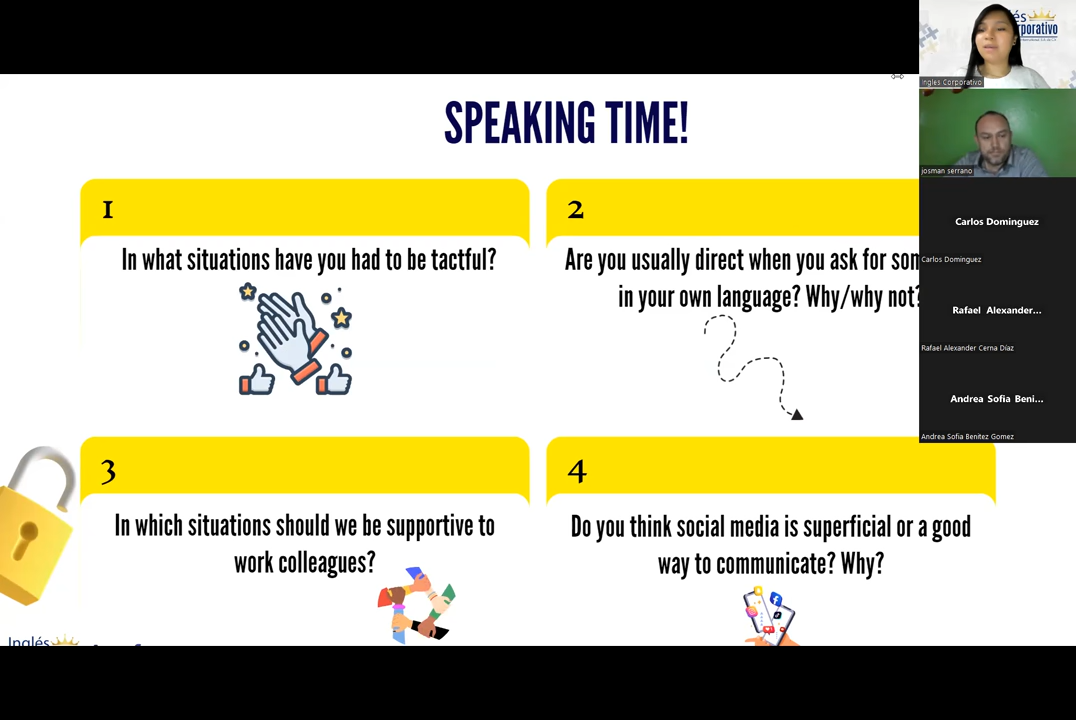 SPEAKING TIME!
1
In what situations have you had to be tactful?
2
Are you usually direct when you ask for
in your own language? Why/why not?
3
In which situations should we be supportive to
work colleagues?
4
Do you think social media is superficial or a good
way to communicate? Why?
Inglés
Ingles Corporativo
josman serrano
Carlos Dominguez
Carlos Dominguez
Rafael Alexander...
Rafael Alexander Cerna Díaz
Andrea Sofia Beni...
Andrea Sofia Benitez Gomez